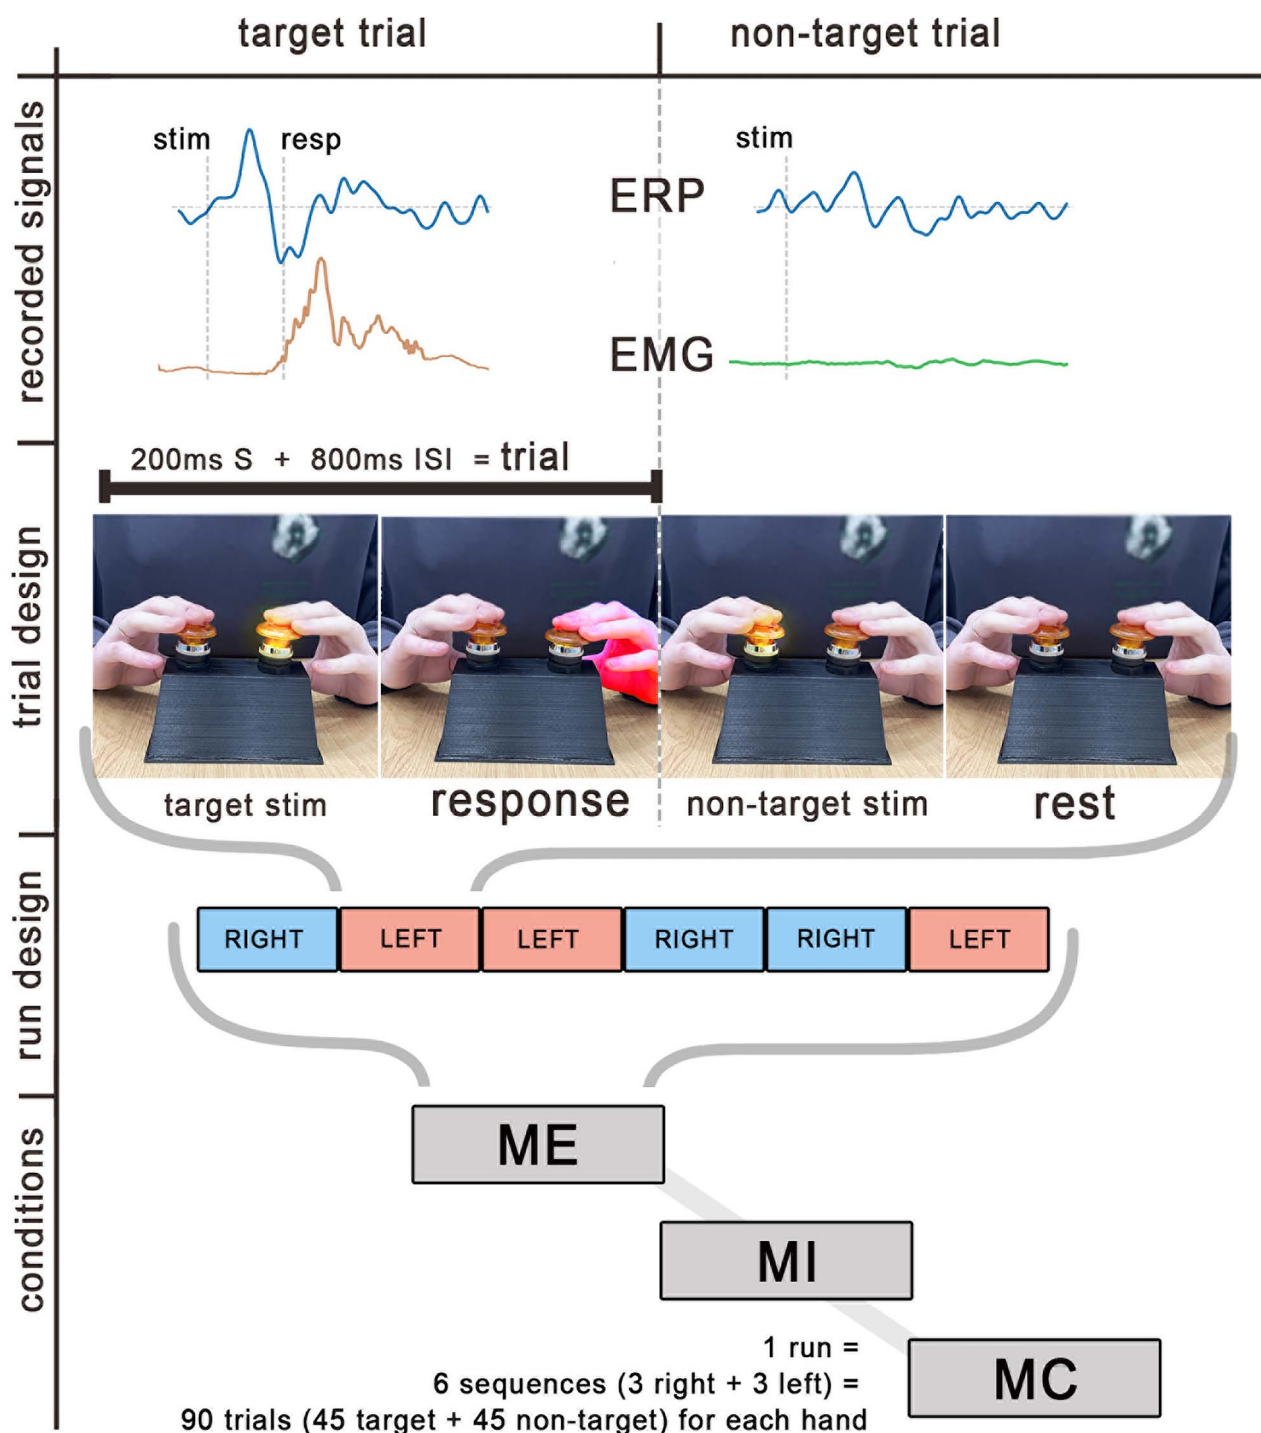 target trial
non-target trial
recorded signals
stim
resp
stim
ERP
EMG
trial design
200ms S + 800ms ISI = trial
target stim
response
non-target stim
rest
run design
RIGHT
LEFT
LEFT
RIGHT
RIGHT
LEFT
conditions
ME
MI
MC
1 run =
6 sequences (3 right + 3 left) =
90 trials (45 target + 45 non-target) for each hand